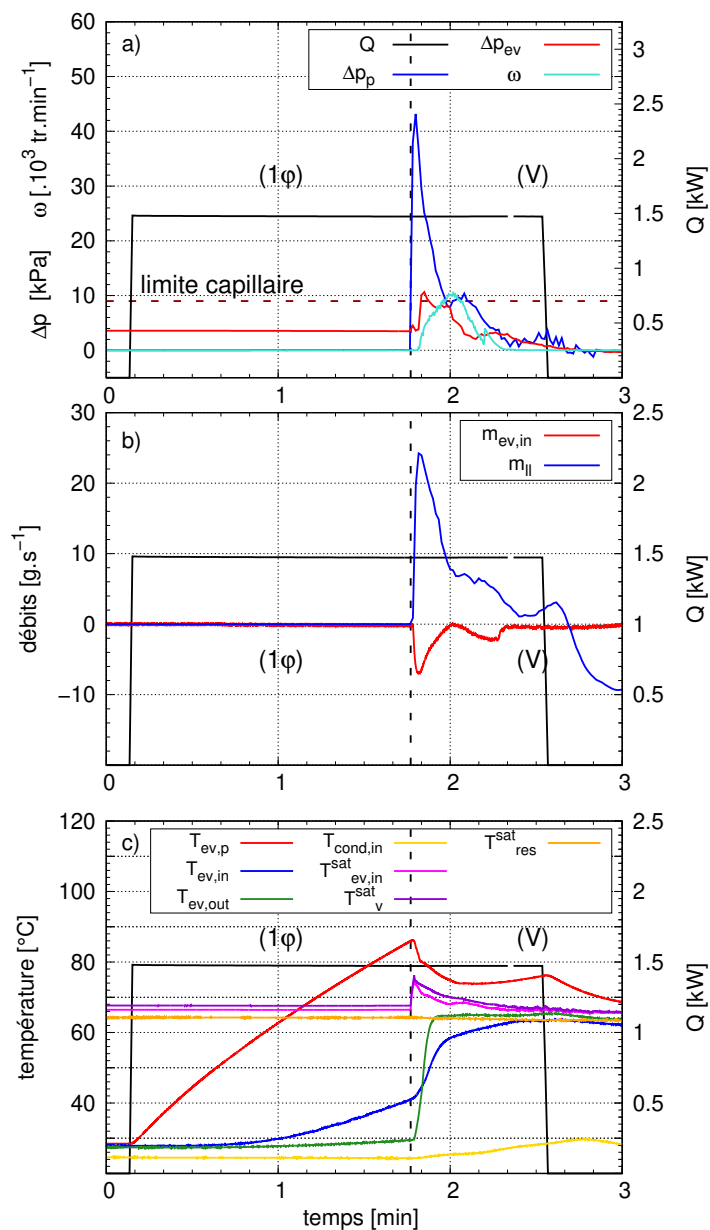 a)
Q
Δp_ev
Δp_p
ω
60
50
40
30
20
10
0
3
2.5
2
1.5
1
0.5
0
Δp [kPa] ω [.10³ tr.min⁻¹]
Q [kW]
(1φ)
(V)
limite capillaire
0
1
2
3
b)
m_ev,in
m_ll
30
20
10
0
−10
2.5
2
1.5
1
0.5
débits [g.s⁻¹]
Q [kW]
(1φ)
(V)
0
1
2
3
c)
T_ev,p
T_cond,in
T^sat_res
T_ev,in
T^sat_ev,in
T_ev,out
T^sat_v
120
100
80
60
40
20
2.5
2
1.5
1
0.5
0
température [°C]
Q [kW]
(1φ)
(V)
0
1
2
3
temps [min]